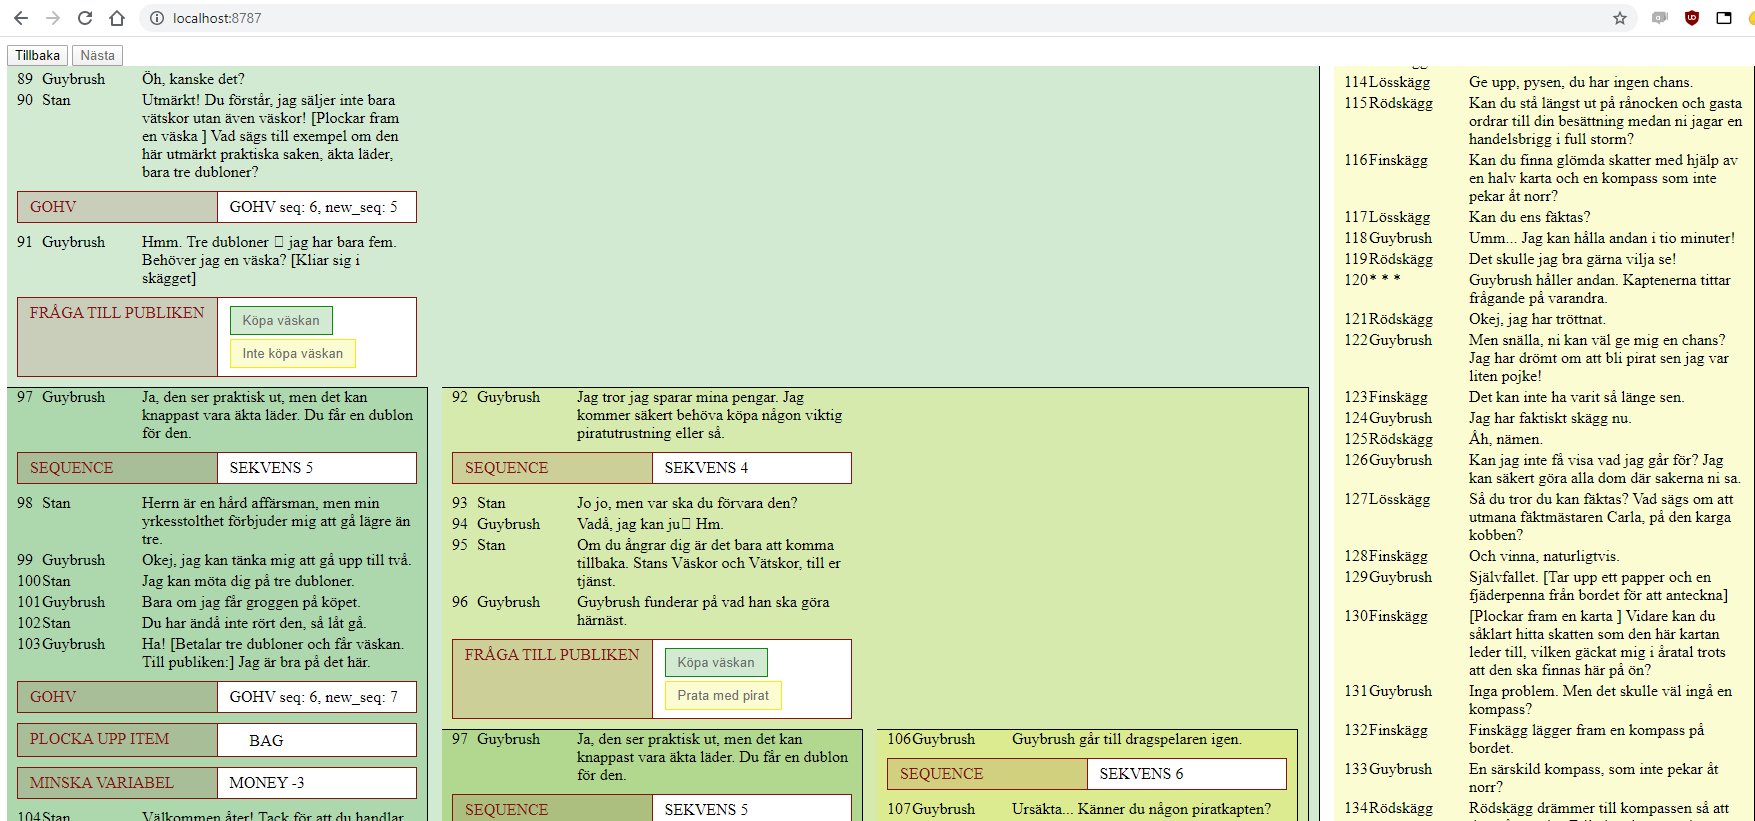 localhost:8787
Tillbaka Nästa
89 Guybrush Öh, kanske det?
90 Stan Utmärkt! Du förstår, jag säljer inte bara
vätskor utan även väskor! [Plockar fram
en väska ] Vad sägs till exempel om den
här utmärkt praktiska saken, äkta läder,
bara tre dubloner?
GOHV GOHV seq: 6, new_seq: 5
91 Guybrush Hmm. Tre dubloner jag har bara fem.
Behöver jag en väska? [Kliar sig i
skägget]
FRÅGA TILL PUBLIKEN Köpa väskan
Inte köpa väskan
97 Guybrush Ja, den ser praktisk ut, men det kan
knappast vara äkta läder. Du får en dublon
för den.
SEQUENCE SEKVENS 5
98 Stan Herrn är en hård affärsman, men min
yrkesstolthet förbjuder mig att gå lägre än
tre.
99 Guybrush Okej, jag kan tänka mig att gå upp till två.
100 Stan Jag kan möta dig på tre dubloner.
101 Guybrush Bara om jag får groggen på köpet.
102 Stan Du har ändå inte rört den, så låt gå.
103 Guybrush Ha! [Betalar tre dubloner och får väskan.
Till publiken:] Jag är bra på det här.
GOHV GOHV seq: 6, new_seq: 7
PLOCKA UPP ITEM BAG
MINSKA VARIABEL MONEY -3
104 Stan Välkommen åter! Tack för att du handlar
92 Guybrush Jag tror jag sparar mina pengar. Jag
kommer säkert behöva köpa någon viktig
piratutrustning eller så.
SEQUENCE SEKVENS 4
93 Stan Jo jo, men var ska du förvara den?
94 Guybrush Vadå, jag kan ju Hm.
95 Stan Om du ångrar dig är det bara att komma
tillbaka. Stans Väskor och Vätskor, till er
tjänst.
96 Guybrush Guybrush funderar på vad han ska göra
härnäst.
FRÅGA TILL PUBLIKEN Köpa väskan
Prata med pirat
97 Guybrush Ja, den ser praktisk ut, men det kan
knappast vara äkta läder. Du får en dublon
för den.
SEQUENCE SEKVENS 5
106 Guybrush Guybrush går till dragspelaren igen.
SEQUENCE SEKVENS 6
107 Guybrush Ursäkta... Känner du någon piratkapten?
114 Lösskägg Ge upp, pysen, du har ingen chans.
115 Rödskägg Kan du stå längst ut på rånocken och gasta
ordrar till din besättning medan ni jagar en
handelsbrigg i full storm?
116 Finskägg Kan du finna glömda skatter med hjälp av
en halv karta och en kompass som inte
pekar åt norr?
117 Lösskägg Kan du ens fäktas?
118 Guybrush Umm... Jag kan hålla andan i tio minuter!
119 Rödskägg Det skulle jag bra gärna vilja se!
120 * * * Guybrush håller andan. Kaptenerna tittar
frågande på varandra.
121 Rödskägg Okej, jag har tröttnat.
122 Guybrush Men snälla, ni kan väl ge mig en chans?
Jag har drömt om att bli pirat sen jag var
liten pojke!
123 Finskägg Det kan inte ha varit så länge sen.
124 Guybrush Jag har faktiskt skägg nu.
125 Rödskägg Åh, nämen.
126 Guybrush Kan jag inte få visa vad jag går för? Jag
kan säkert göra alla dom där sakerna ni sa.
127 Lösskägg Så du tror du kan fäktas? Vad sägs om att
utmana fäktmästaren Carla, på den karga
kobben?
128 Finskägg Och vinna, naturligtvis.
129 Guybrush Självfallet. [Tar upp ett papper och en
fjäderpenna från bordet för att anteckna]
130 Finskägg [Plockar fram en karta ] Vidare kan du
såklart hitta skatten som den här kartan
leder till, vilken gäckat mig i åratal trots
att den ska finnas här på ön?
131 Guybrush Inga problem. Men det skulle väl ingå en
kompass?
132 Finskägg Finskägg lägger fram en kompass på
bordet.
133 Guybrush En särskild kompass, som inte pekar åt
norr?
134 Rödskägg Rödskägg drämmer till kompassen så att